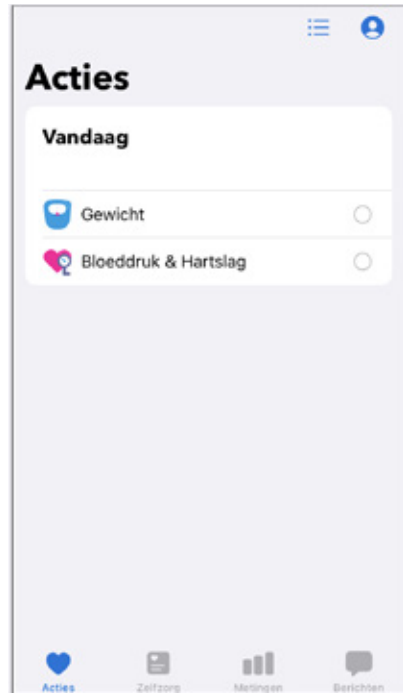 Acties
Vandaag
Gewicht
Bloeddruk & Hartslag
Acties
Zelfzorg
Metingen
Berichten